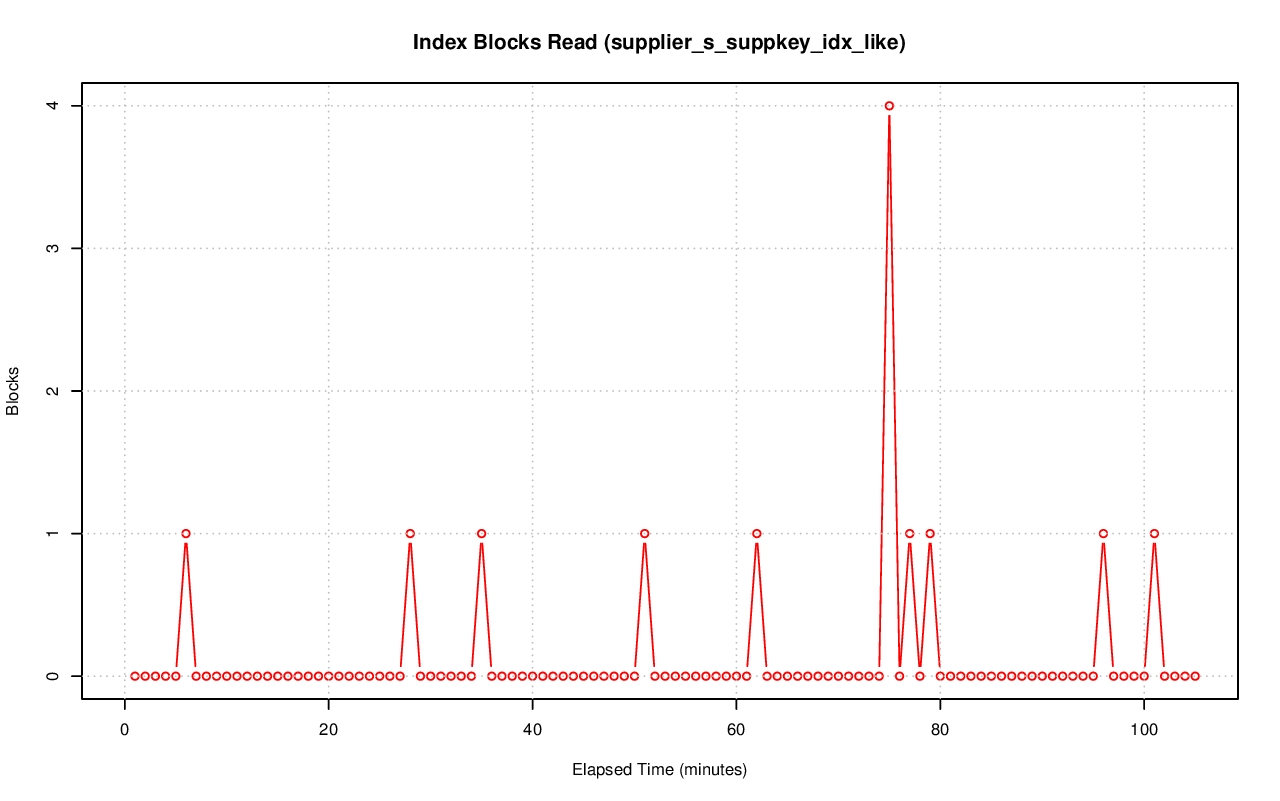 Index Blocks Read (supplier_s_suppkey_idx_like)
Blocks
4
3
2
1
0
0 20 40 60 80 100
Elapsed Time (minutes)